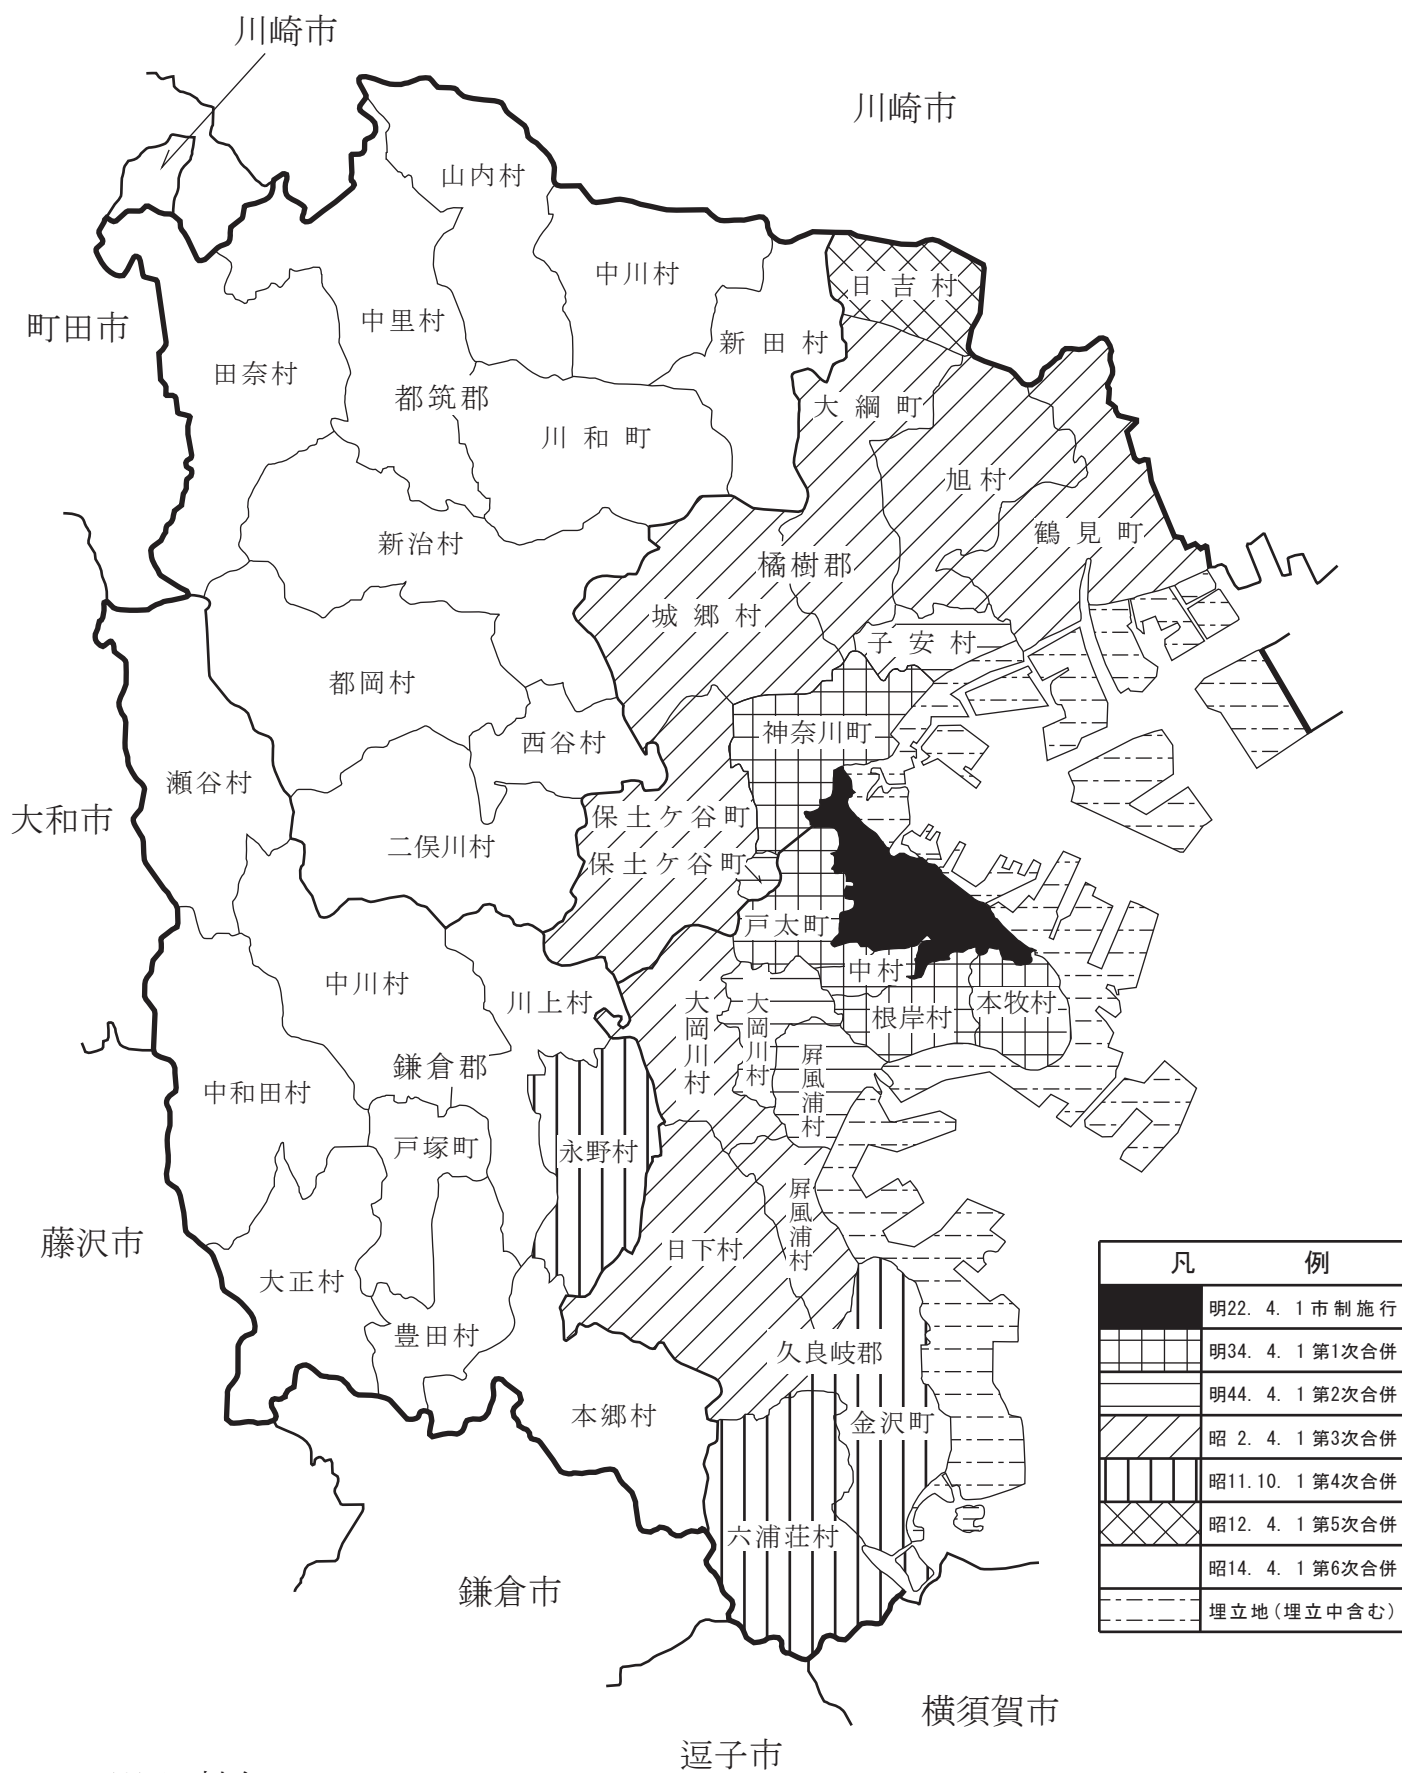 川崎市
川崎市
山内村
中川村
日吉村
町田市
中里村
新田村
田奈村
都筑郡
大綱町
川和町
旭村
新治村
鶴見町
橘樹郡
城郷村
子安村
都岡村
西谷村
神奈川町
瀬谷村
大和市
保土ケ谷町
二俣川村
保土ケ谷町
戸太町
中川村
川上村
中村
大岡川村
大岡川村
根岸村
本牧村
鎌倉郡
屛風浦村
中和田村
戸塚町
永野村
屛風浦村
藤沢市
日下村
大正村
豊田村
久良岐郡
本郷村
金沢町
六浦荘村
鎌倉市
横須賀市
逗子市
凡例
明22. 4. 1 市制施行
明34. 4. 1 第1次合併
明44. 4. 1 第2次合併
昭 2. 4. 1 第3次合併
昭11.10. 1 第4次合併
昭12. 4. 1 第5次合併
昭14. 4. 1 第6次合併
埋立地(埋立中含む)